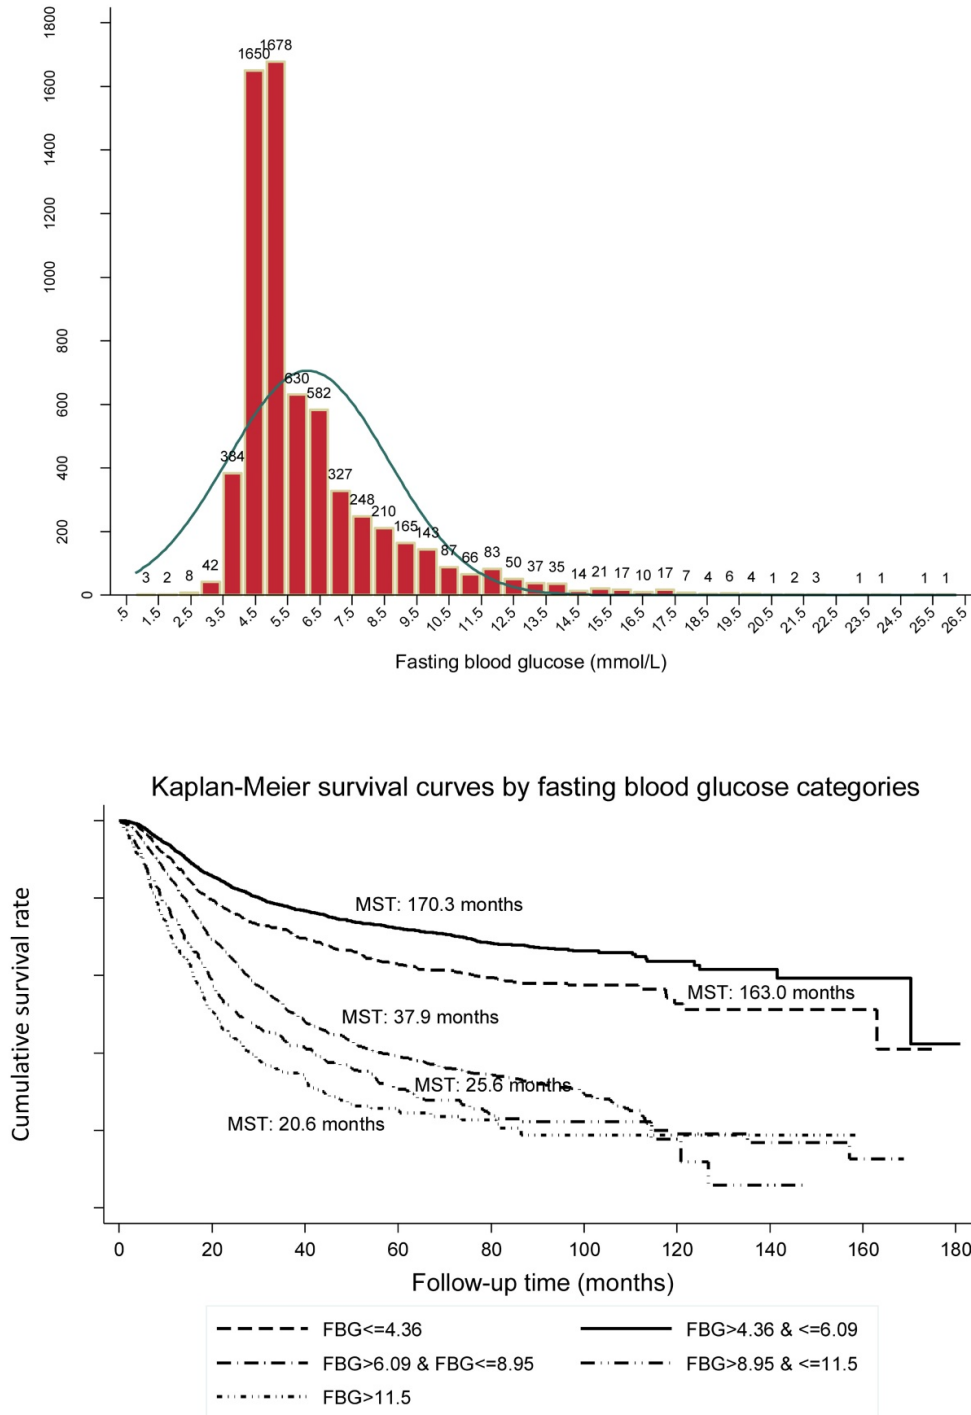 1800
1600
1400
1200
1000
800
600
400
200
0
3 2 8 42 384 1650 1678 630 582 327 248 210 165 143 87 66 83 50 37 35 14 21 17 10 17 7 4 6 4 1 2 3 1 1 1 1
.5 1.5 2.5 3.5 4.5 5.5 6.5 7.5 8.5 9.5 10.5 11.5 12.5 13.5 14.5 15.5 16.5 17.5 18.5 19.5 20.5 21.5 22.5 23.5 24.5 25.5 26.5
Fasting blood glucose (mmol/L)
Kaplan-Meier survival curves by fasting blood glucose categories
Cumulative survival rate
MST: 170.3 months
MST: 163.0 months
MST: 37.9 months
MST: 25.6 months
MST: 20.6 months
0 20 40 60 80 100 120 140 160 180
Follow-up time (months)
FBG<=4.36 FBG>4.36 & <=6.09
FBG>6.09 & FBG<=8.95 FBG>8.95 & <=11.5
FBG>11.5